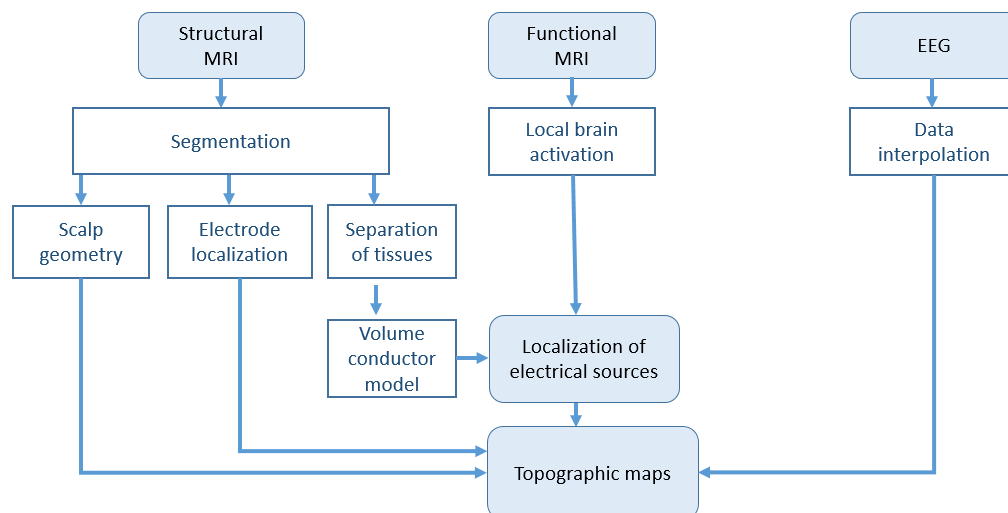 Structural
MRI
Functional
MRI
EEG
Segmentation
Local brain
activation
Data
interpolation
Scalp
geometry
Electrode
localization
Separation
of tissues
Volume
conductor
model
Localization of
electrical sources
Topographic maps